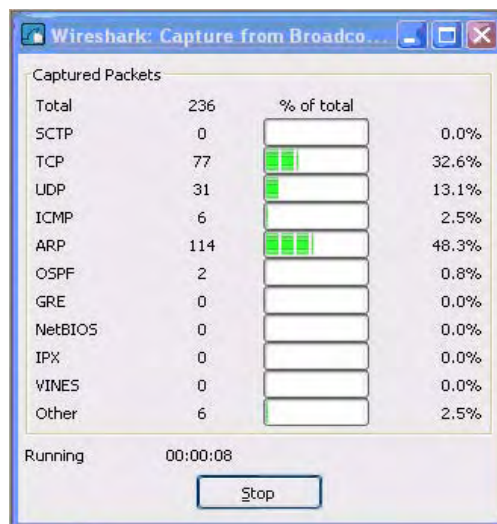 Wireshark: Capture from Broadco...
Captured Packets
Total 236 % of total
SCTP 0 0.0%
TCP 77 32.6%
UDP 31 13.1%
ICMP 6 2.5%
ARP 114 48.3%
OSPF 2 0.8%
GRE 0 0.0%
NetBIOS 0 0.0%
IPX 0 0.0%
VINES 0 0.0%
Other 6 2.5%
Running 00:00:08
Stop